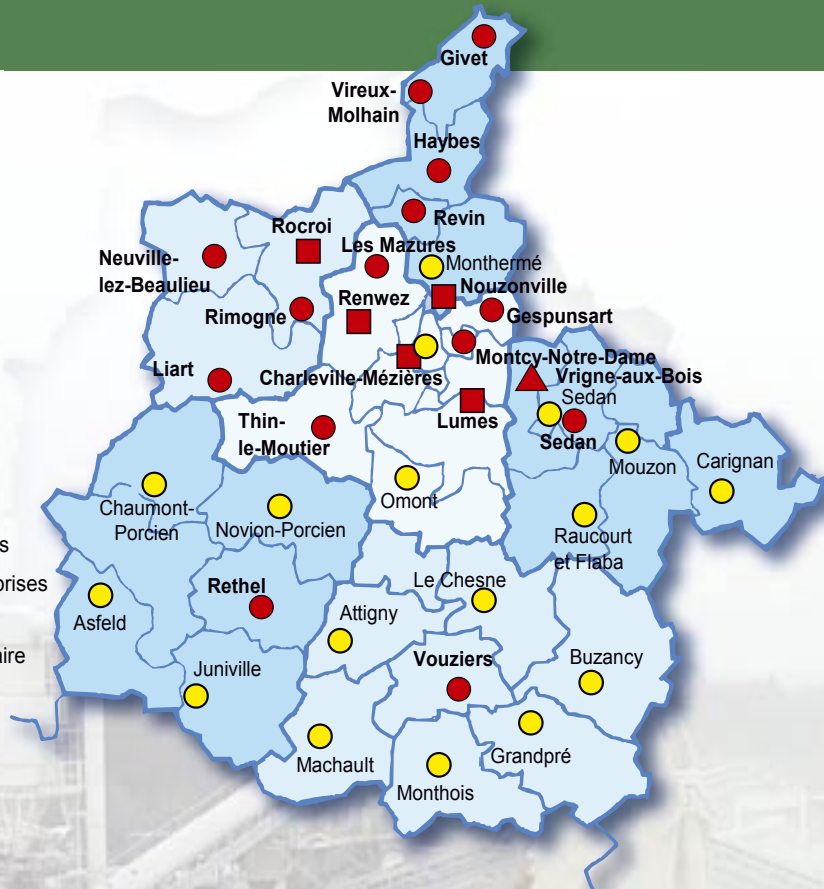 Givet
Vireux-
Molhain
Haybes
Revin
Rocroi
Les Mazures
Neuville-
lez-Beaulieu
Monthermé
Nouzonville
Renwez
Rimogne
Gespunsart
Montcy-Notre-Dame
Liart
Charleville-Mézières
Vrigne-aux-Bois
Sedan
Thin-
le-Moutier
Lumes
Sedan
Mouzon
Carignan
Omont
Chaumont-
Porcien
Novion-Porcien
Raucourt
et Flaba
s
prises
Le Chesne
Rethel
Attigny
Asfeld
aire
Juniville
Vouziers
Buzancy
Machault
Grandpré
Monthois